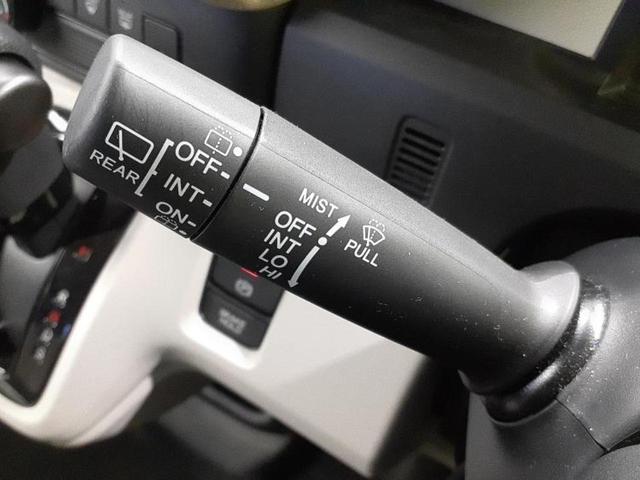 REAR
OFF
INT
ON
MIST
OFF
INT
LO
HI
PULL